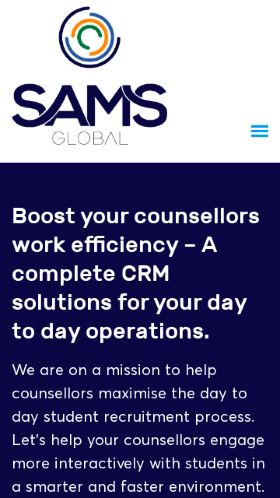 SAMS
GLOBAL
Boost your counsellors
work efficiency – A
complete CRM
solutions for your day
to day operations.
We are on a mission to help
counsellors maximise the day to
day student recruitment process.
Let's help your counsellors engage
more interactively with students in
a smarter and faster environment.